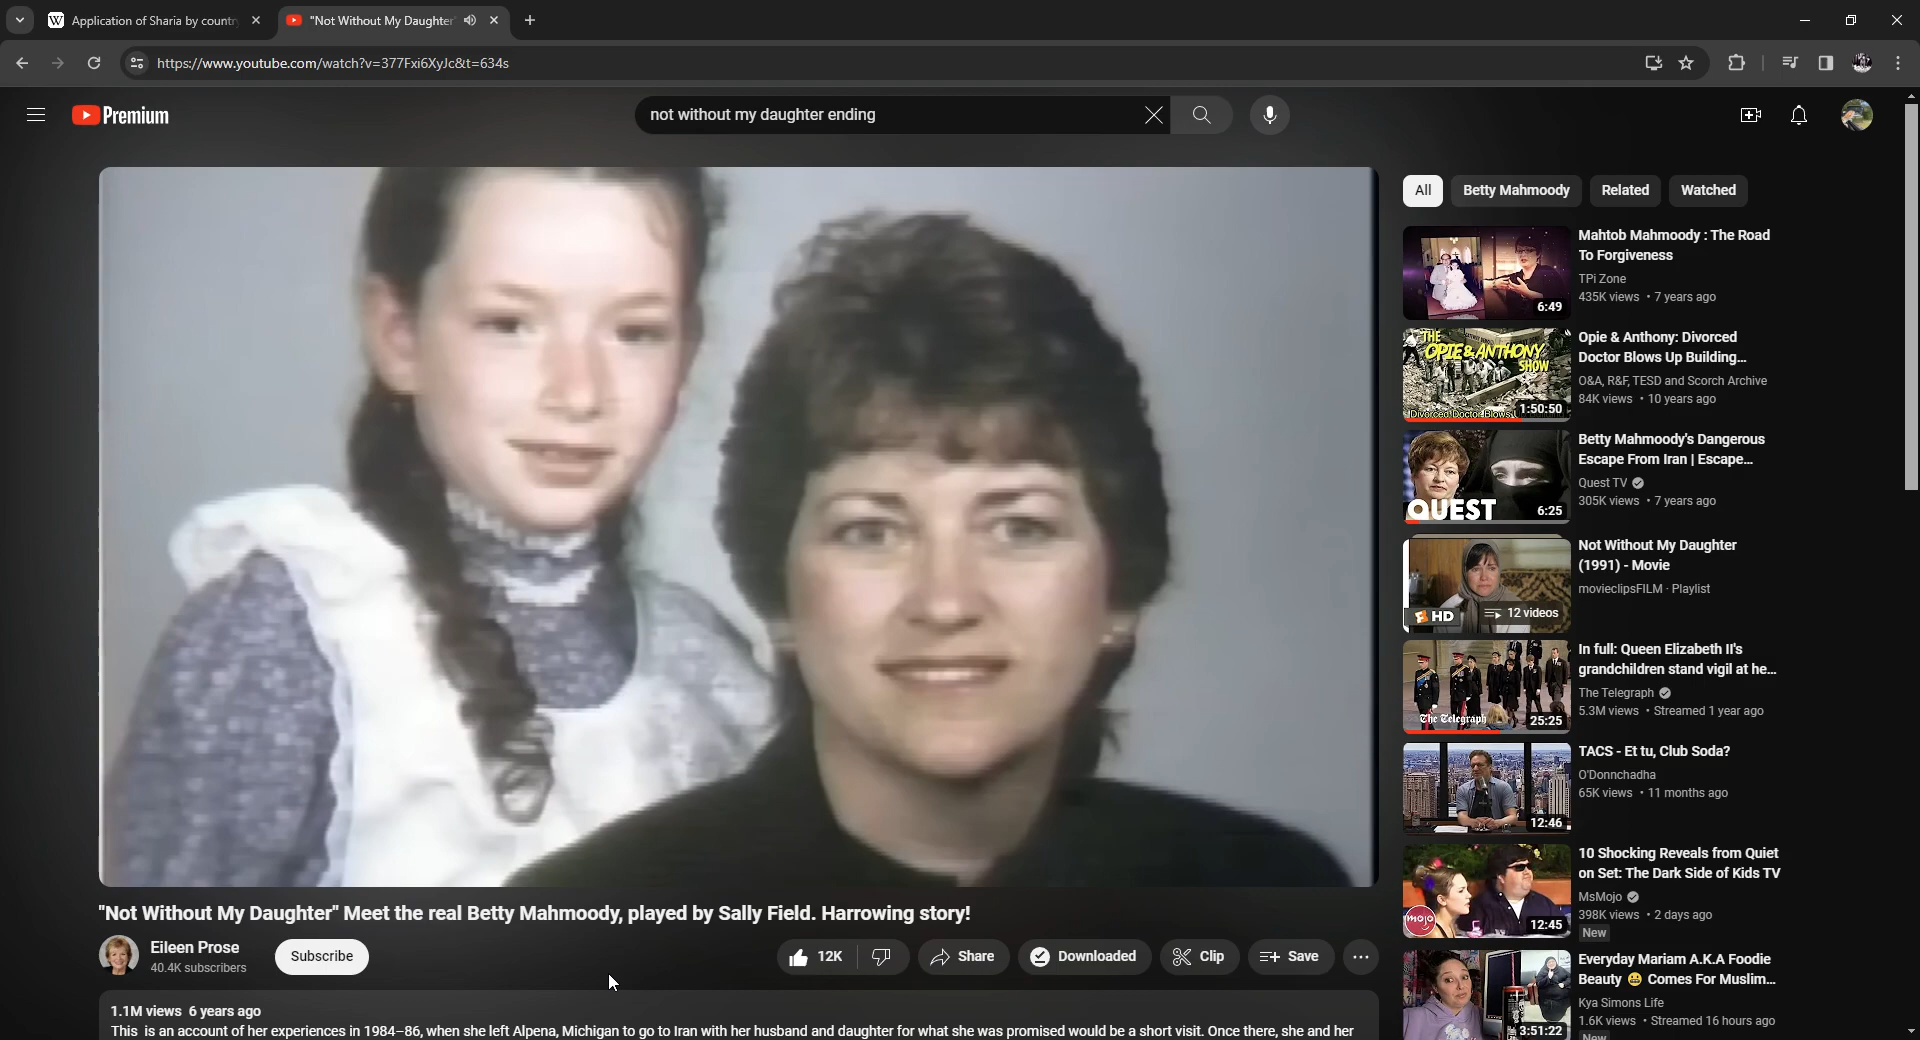 Application of Sharia by countr
"Not Without My Daughter"
https://www.youtube.com/watch?v=377Fxi6XyJc&t=634s
Premium
not without my daughter ending
All
Betty Mahmoody
Related
Watched
Mahtob Mahmoody : The Road
To Forgiveness
TPi Zone
435K views • 7 years ago
6:49
THE
OPIE & ANTHONY
SHOW
Divorced Doctor Blows U
1:50:50
Opie & Anthony: Divorced
Doctor Blows Up Building...
O&A, R&F, TESD and Scorch Archive
84K views • 10 years ago
QUEST
6:25
Betty Mahmoody's Dangerous
Escape From Iran | Escape...
Quest TV
305K views • 7 years ago
HD
12 videos
Not Without My Daughter
(1991) - Movie
movieclipsFILM · Playlist
The Telegraph
25:25
In full: Queen Elizabeth II's
grandchildren stand vigil at he...
The Telegraph
5.3M views • Streamed 1 year ago
12:46
TACS - Et tu, Club Soda?
O'Donnchadha
65K views • 11 months ago
mojo
12:45
10 Shocking Reveals from Quiet
on Set: The Dark Side of Kids TV
MsMojo
398K views • 2 days ago
New
3:51:22
Everyday Mariam A.K.A Foodie
Beauty 😬 Comes For Muslim...
Kya Simons Life
1.6K views • Streamed 16 hours ago
New
"Not Without My Daughter" Meet the real Betty Mahmoody, played by Sally Field. Harrowing story!
Eileen Prose
40.4K subscribers
Subscribe
12K
Share
Downloaded
Clip
Save
1.1M views 6 years ago
This is an account of her experiences in 1984–86, when she left Alpena, Michigan to go to Iran with her husband and daughter for what she was promised would be a short visit. Once there, she and her